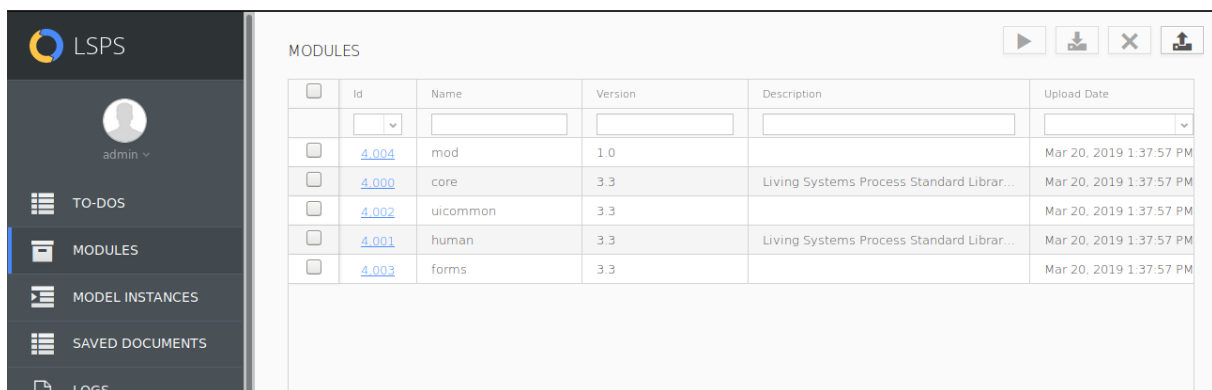 LSPS
admin
TO-DOS
MODULES
MODEL INSTANCES
SAVED DOCUMENTS
LOGS
MODULES
Id Name Version Description Upload Date
4.004 mod 1.0 Mar 20, 2019 1:37:57 PM
4.000 core 3.3 Living Systems Process Standard Librar... Mar 20, 2019 1:37:57 PM
4.002 uicommon 3.3 Mar 20, 2019 1:37:57 PM
4.001 human 3.3 Living Systems Process Standard Librar... Mar 20, 2019 1:37:57 PM
4.003 forms 3.3 Mar 20, 2019 1:37:57 PM